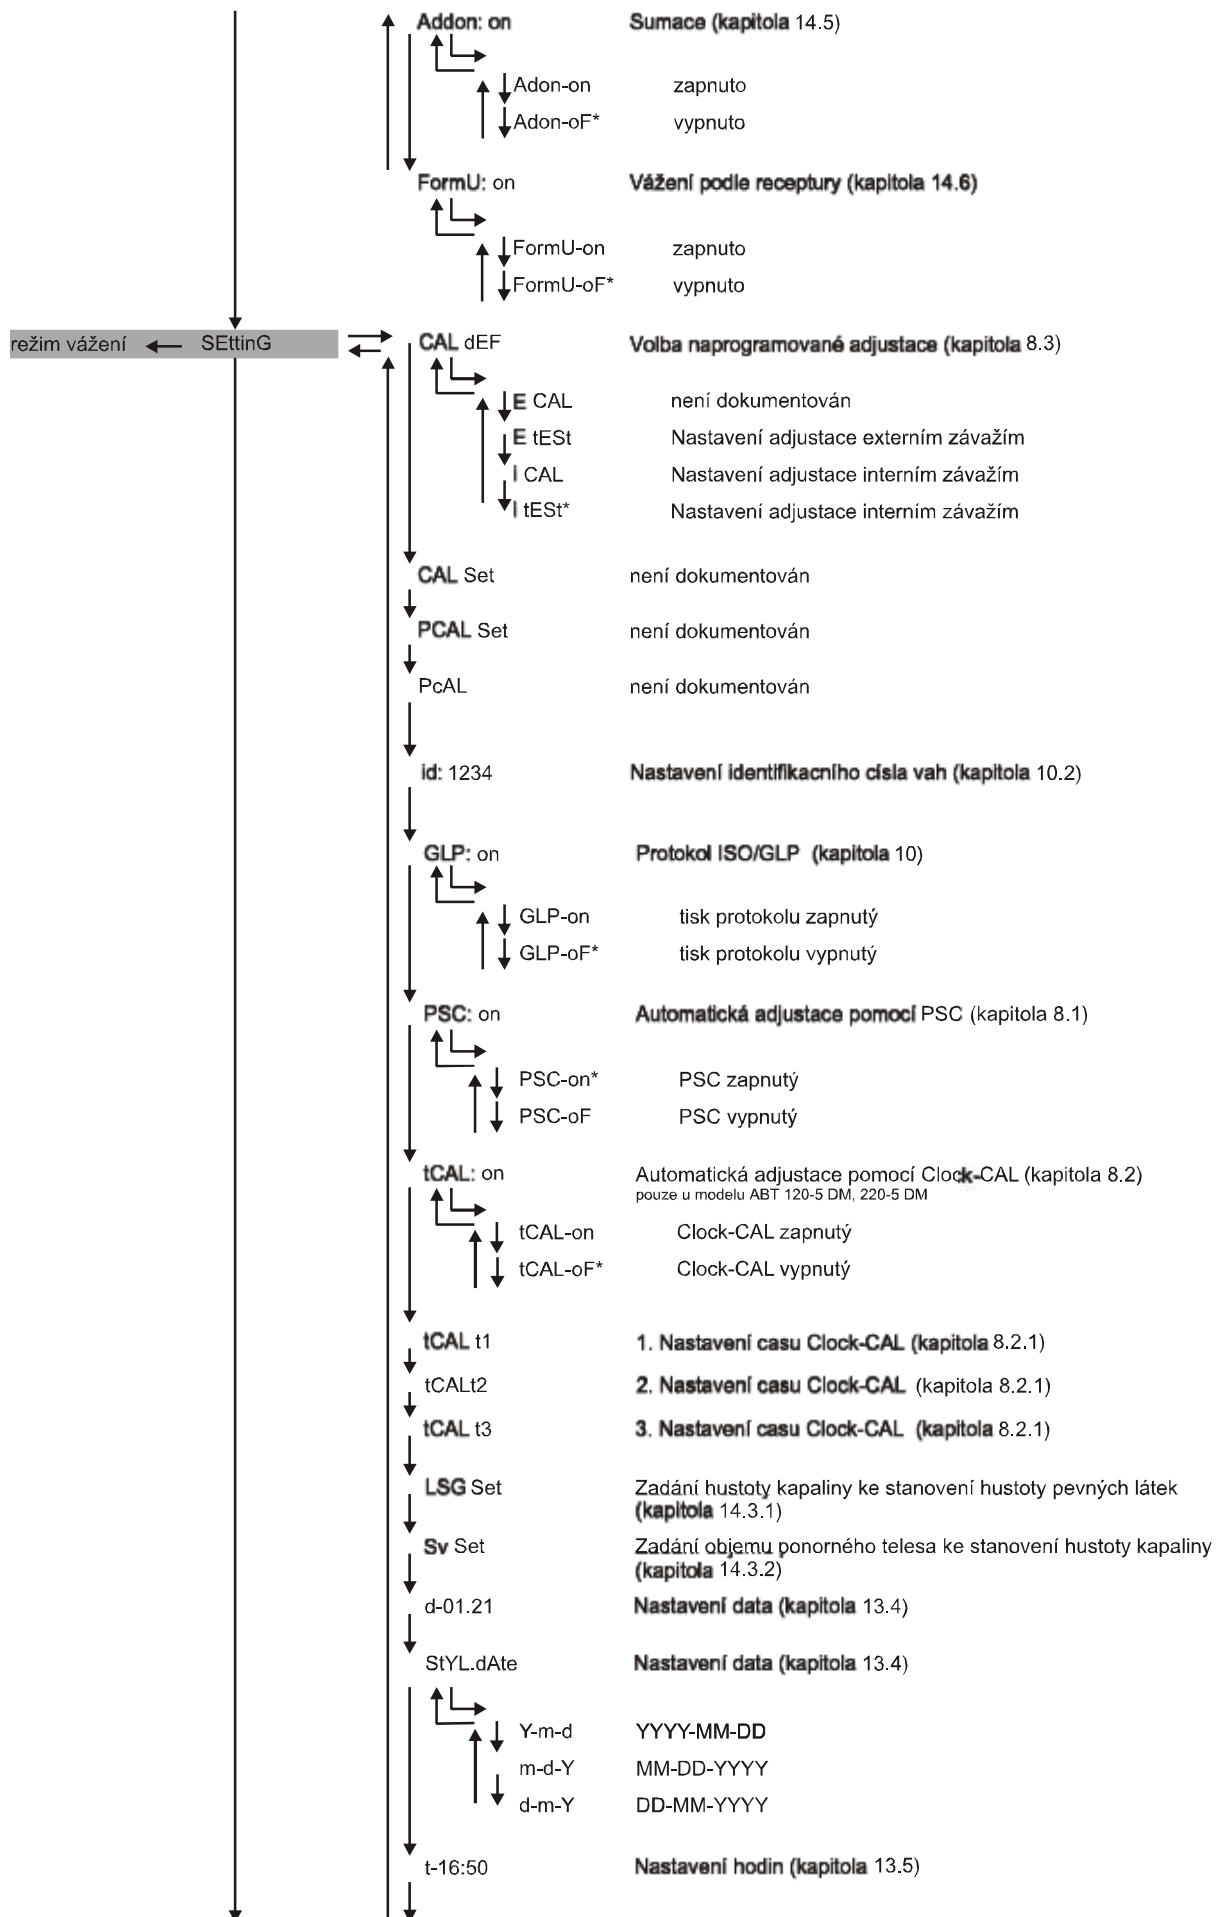 Addon: on Sumace (kapitola 14.5)
Adon-on zapnuto
Adon-oF* vypnuto
FormU: on Vážení podle receptury (kapitola 14.6)
FormU-on zapnuto
FormU-oF* vypnuto
režim vážení SEttinG CAL dEF Volba naprogramované adjustace (kapitola 8.3)
E CAL není dokumentován
E tESt Nastavení adjustace externím závažím
I CAL Nastavení adjustace interním závažím
I tESt* Nastavení adjustace interním závažím
CAL Set není dokumentován
PCAL Set není dokumentován
PcAL není dokumentován
id: 1234 Nastavení identifikacního císla vah (kapitola 10.2)
GLP: on Protokol ISO/GLP (kapitola 10)
GLP-on tisk protokolu zapnutý
GLP-oF* tisk protokolu vypnutý
PSC: on Automatická adjustace pomocí PSC (kapitola 8.1)
PSC-on* PSC zapnutý
PSC-oF PSC vypnutý
tCAL: on Automatická adjustace pomocí Clock-CAL (kapitola 8.2)
pouze u modelu ABT 120-5 DM, 220-5 DM
tCAL-on Clock-CAL zapnutý
tCAL-oF* Clock-CAL vypnutý
tCAL t1 1. Nastavení casu Clock-CAL (kapitola 8.2.1)
tCALt2 2. Nastavení casu Clock-CAL (kapitola 8.2.1)
tCAL t3 3. Nastavení casu Clock-CAL (kapitola 8.2.1)
LSG Set Zadání hustoty kapaliny ke stanovení hustoty pevných látek
(kapitola 14.3.1)
Sv Set Zadání objemu ponorného telesa ke stanovení hustoty kapaliny
(kapitola 14.3.2)
d-01.21 Nastavení data (kapitola 13.4)
StYL.dAte Nastavení data (kapitola 13.4)
Y-m-d YYYY-MM-DD
m-d-Y MM-DD-YYYY
d-m-Y DD-MM-YYYY
t-16:50 Nastavení hodin (kapitola 13.5)